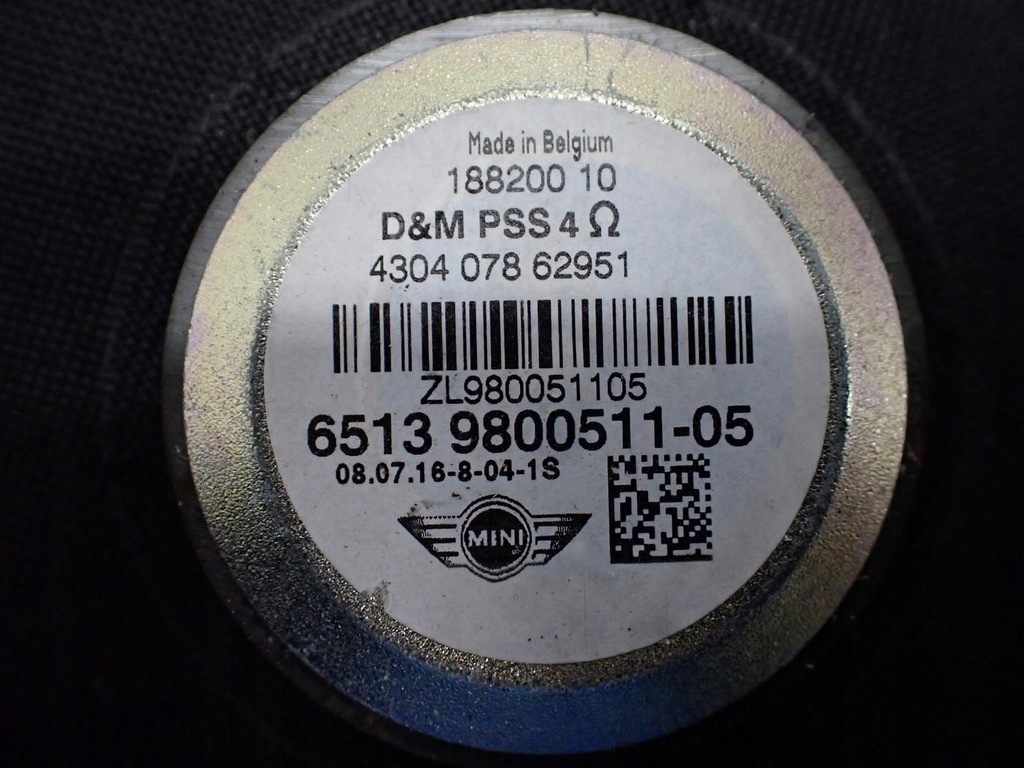 Made in Belgium
188200 10
D&M PSS 4 Ω
4304 078 62951
ZL980051105
6513 9800511-05
08.07.16-8-04-1S
MINI